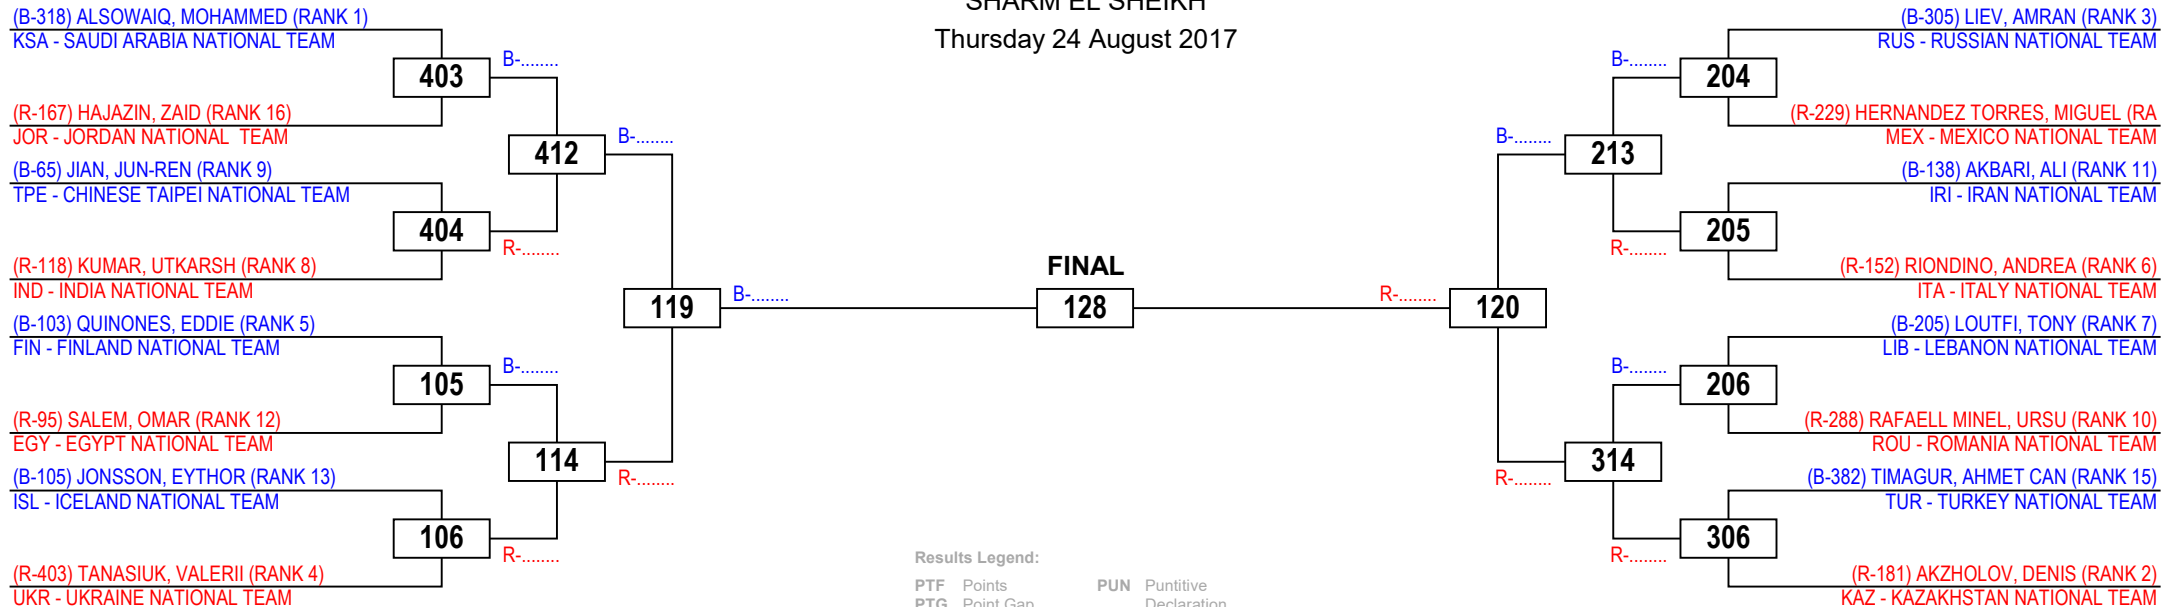 SHARM EL SHEIKH
Thursday 24 August 2017
(B-318) ALSOWAIQ, MOHAMMED (RANK 1)
KSA - SAUDI ARABIA NATIONAL TEAM
403
B-........
(R-167) HAJAZIN, ZAID (RANK 16)
JOR - JORDAN NATIONAL TEAM
412
B-........
(B-65) JIAN, JUN-REN (RANK 9)
TPE - CHINESE TAIPEI NATIONAL TEAM
404
R-........
(R-118) KUMAR, UTKARSH (RANK 8)
IND - INDIA NATIONAL TEAM
119
B-........
(B-103) QUINONES, EDDIE (RANK 5)
FIN - FINLAND NATIONAL TEAM
105
B-........
(R-95) SALEM, OMAR (RANK 12)
EGY - EGYPT NATIONAL TEAM
114
R-........
(B-105) JONSSON, EYTHOR (RANK 13)
ISL - ICELAND NATIONAL TEAM
106
R-........
(R-403) TANASIUK, VALERII (RANK 4)
UKR - UKRAINE NATIONAL TEAM
FINAL
128
(B-305) LIEV, AMRAN (RANK 3)
RUS - RUSSIAN NATIONAL TEAM
B-........
204
(R-229) HERNANDEZ TORRES, MIGUEL (RA
MEX - MEXICO NATIONAL TEAM
B-........
213
(B-138) AKBARI, ALI (RANK 11)
IRI - IRAN NATIONAL TEAM
205
R-........
(R-152) RIONDINO, ANDREA (RANK 6)
ITA - ITALY NATIONAL TEAM
R-........
120
(B-205) LOUTFI, TONY (RANK 7)
LIB - LEBANON NATIONAL TEAM
B-........
206
(R-288) RAFAELL MINEL, URSU (RANK 10)
ROU - ROMANIA NATIONAL TEAM
314
R-........
(B-382) TIMAGUR, AHMET CAN (RANK 15)
TUR - TURKEY NATIONAL TEAM
306
R-........
(R-181) AKZHOLOV, DENIS (RANK 2)
KAZ - KAZAKHSTAN NATIONAL TEAM
Results Legend:
PTF Points PUN Puntitive
PTG Point Gap Declaration